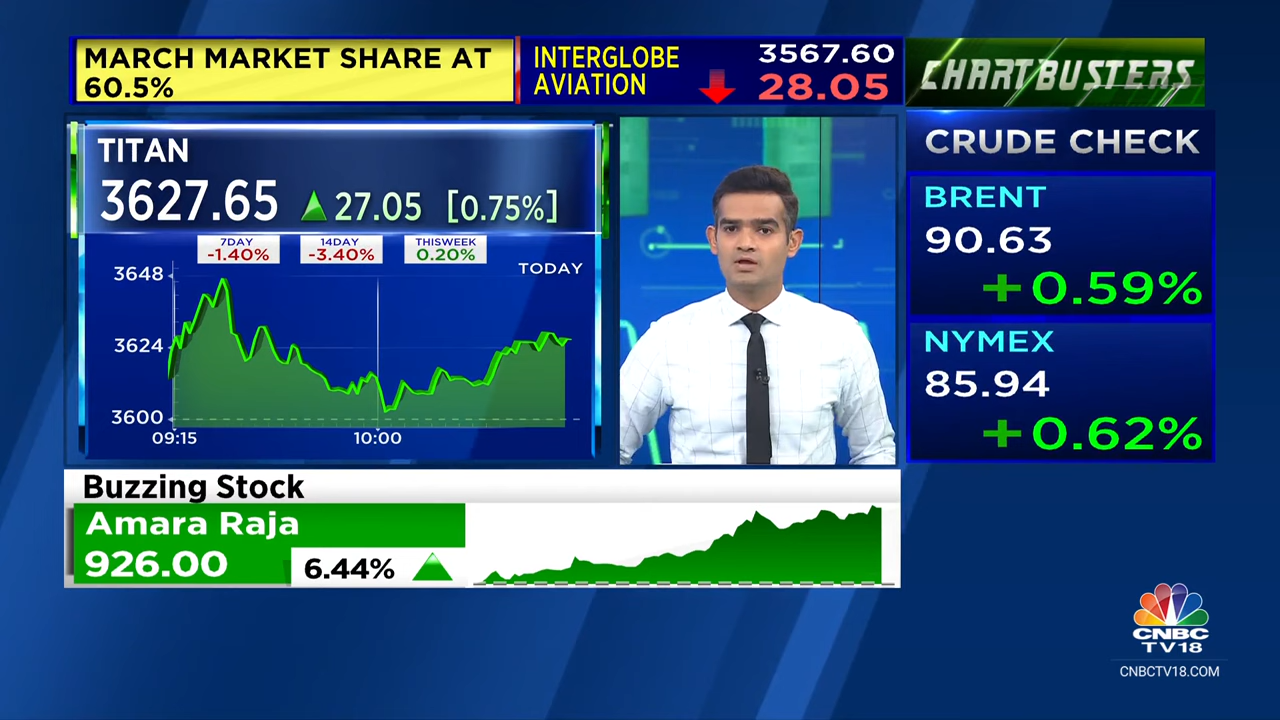 MARCH MARKET SHARE AT
60.5%
INTERGLOBE
AVIATION
3567.60
28.05
CHARTBUSTERS
TITAN
3627.65 27.05 [0.75%]
7DAY
-1.40%
14DAY
-3.40%
THISWEEK
0.20%
TODAY
3648
3624
3600
09:15 10:00
CRUDE CHECK
BRENT
90.63
+0.59%
NYMEX
85.94
+0.62%
Buzzing Stock
Amara Raja
926.00 6.44%
CNBC
TV18
CNBCTV18.COM